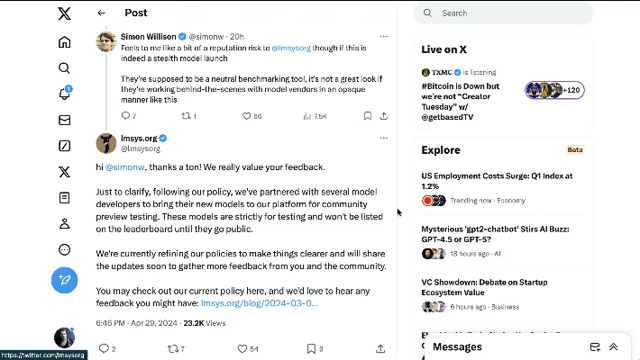 Post
Simon Willison @simonw · 20h
Feels to me like a bit of a reputation risk to @lmsysorg though if this is
indeed a stealth model launch
They're supposed to be a neutral benchmarking tool, it's not a great look if
they're working behind-the-scenes with model vendors in an opaque
manner like this
7 1 66 7.5K
lmsys.org
@lmsysorg
hi @simonw, thanks a ton! We really value your feedback.
Just to clarify, following our policy, we've partnered with several model
developers to bring their new models to our platform for community
preview testing. These models are strictly for testing and won't be listed
on the leaderboard until they go public.
We're currently refining our policies to make things clearer and will share
the updates soon to gather more feedback from you and the community.
You may check out our current policy here, and we'd love to hear any
feedback you might have: lmsys.org/blog/2024-03-0...
6:46 PM · Apr 29, 2024 · 23.2K Views
2 7 54 9
https://twitter.com/lmsysorg
Search
Live on X
TXMC is listening
#Bitcoin is Down but
we're not "Creator
Tuesday" w/
@getbasedTV
+120
Explore
Beta
US Employment Costs Surge: Q1 Index at
1.2%
Trending now · Economy
Mysterious 'gpt2-chatbot' Stirs AI Buzz:
GPT-4.5 or GPT-5?
18 hours ago · AI
VC Showdown: Debate on Startup
Ecosystem Value
6 hours ago · Business
Messages